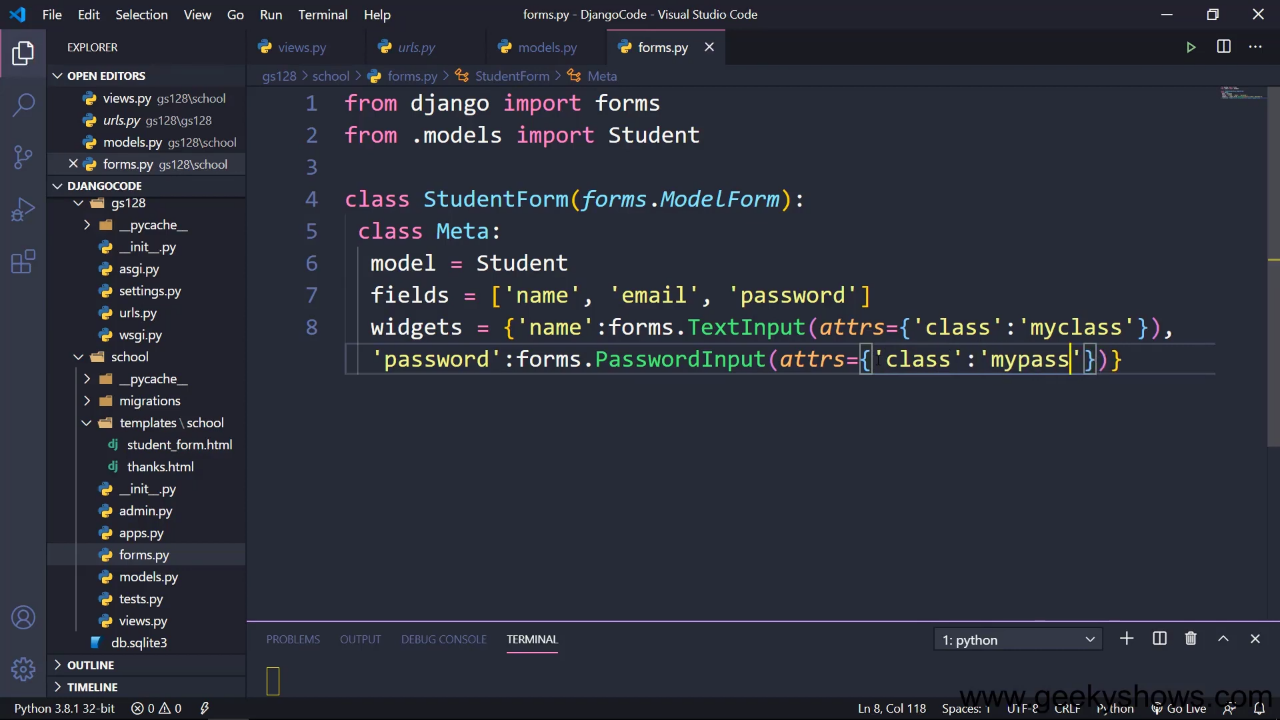 File Edit Selection View Go Run Terminal Help forms.py - DjangoCode - Visual Studio Code
EXPLORER
OPEN EDITORS
views.py gs128\school
urls.py gs128\gs128
models.py gs128\school
forms.py gs128\school
DJANGOCODE
gs128
__pycache__
__init__.py
asgi.py
settings.py
urls.py
wsgi.py
school
__pycache__
migrations
templates \ school
student_form.html
thanks.html
__init__.py
admin.py
apps.py
forms.py
models.py
tests.py
views.py
db.sqlite3
OUTLINE
TIMELINE
views.py urls.py models.py forms.py
gs128 > school > forms.py > StudentForm > Meta
1 from django import forms
2 from .models import Student
3
4 class StudentForm(forms.ModelForm):
5 class Meta:
6 model = Student
7 fields = ['name', 'email', 'password']
8 widgets = {'name':forms.TextInput(attrs={'class':'myclass'}),
'password':forms.PasswordInput(attrs={'class':'mypass'})}
PROBLEMS OUTPUT DEBUG CONSOLE TERMINAL 1: python
www.geekyshows.com
Python 3.8.1 32-bit 0 0 Ln 8, Col 118 Spaces: 1 UTF-8 CRLF Python Go Live